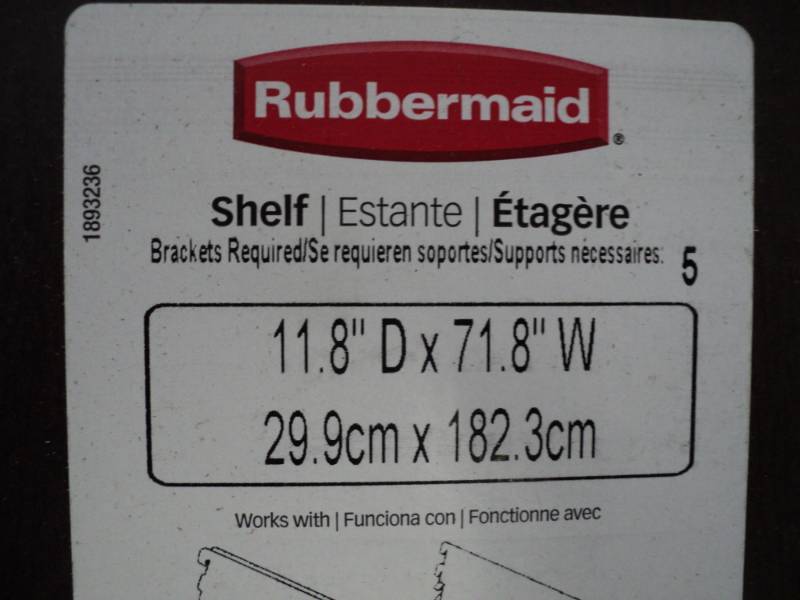 Rubbermaid®
1893236
Shelf | Estante | Étagère
Brackets Required/Se requieren soportes/Supports nécessaires: 5
11.8" D x 71.8" W
29.9cm x 182.3cm
Works with | Funciona con | Fonctionne avec